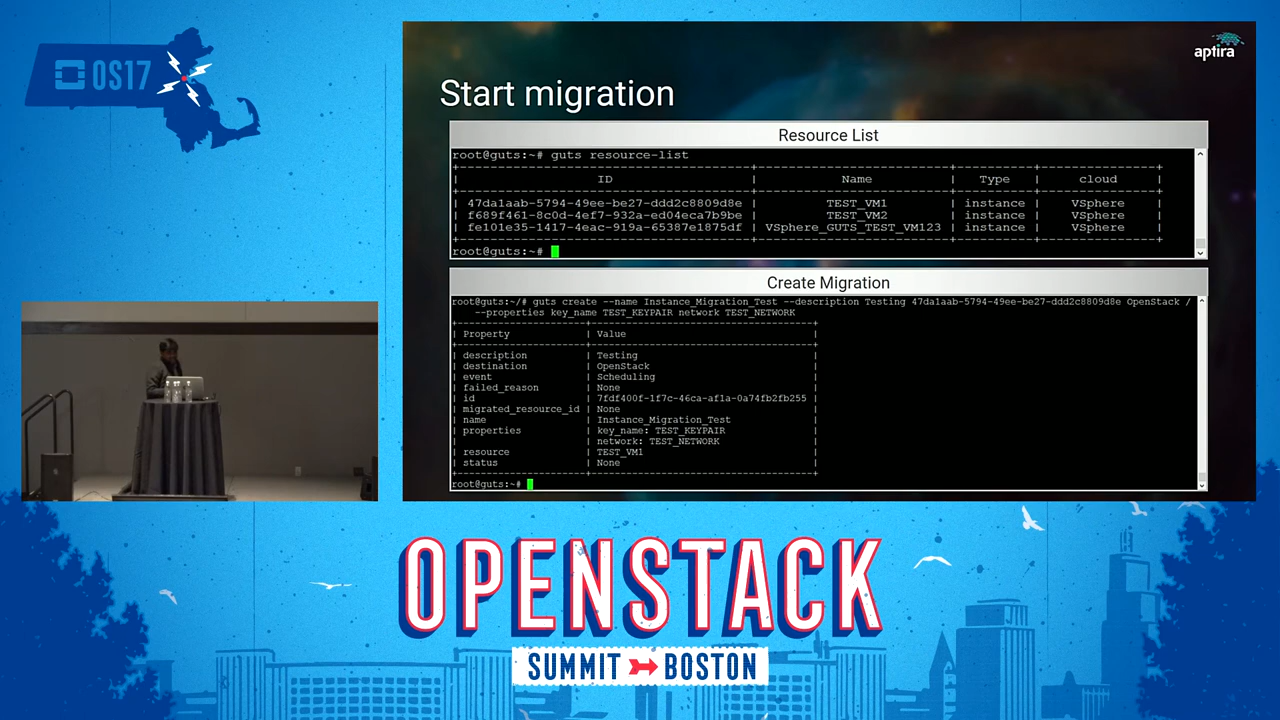 OS17
aptira
Start migration
Resource List
root@guts:~# guts resource-list
| ID | Name | Type | cloud |
| 47da1aab-5794-49ee-be27-ddd2c8809d8e | TEST_VM1 | instance | VSphere |
| f689f461-8c0d-4ef7-932a-ed04eca7b9be | TEST_VM2 | instance | VSphere |
| fe101e35-1417-4eac-919a-65387e1875df | VSphere_GUTS_TEST_VM123 | instance | VSphere |
root@guts:~#
Create Migration
root@guts:~/# guts create --name Instance_Migration_Test --description Testing 47da1aab-5794-49ee-be27-ddd2c8809d8e OpenStack /
--properties key_name TEST_KEYPAIR network TEST_NETWORK
| Property | Value |
| description | Testing |
| destination | OpenStack |
| event | Scheduling |
| failed_reason | None |
| id | 7fdf400f-1f7c-46ca-af1a-0a74fb2fb255 |
| migrated_resource_id | None |
| name | Instance_Migration_Test |
| properties | key_name: TEST_KEYPAIR |
| | network: TEST_NETWORK |
| resource | TEST_VM1 |
| status | None |
root@guts:~#
OPENSTACK
SUMMIT BOSTON